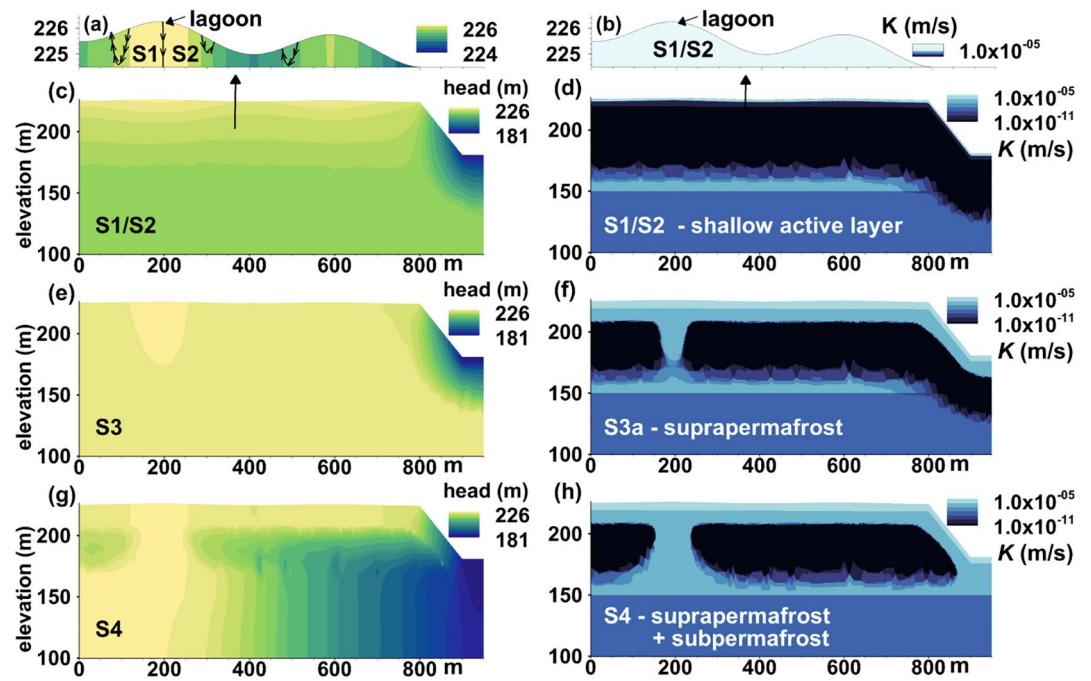 (a)
lagoon
226
225
S1 S2
226
224
(b)
lagoon
226
225
S1/S2
K (m/s)
1.0x10⁻⁰⁵
(c)
head (m)
226
181
elevation (m)
200
150
100
S1/S2
0 200 400 600 800 m
(d)
1.0x10⁻⁰⁵
1.0x10⁻¹¹
K (m/s)
200
150
100
S1/S2 - shallow active layer
0 200 400 600 800 m
(e)
head (m)
226
181
elevation (m)
200
150
100
S3
0 200 400 600 800 m
(f)
1.0x10⁻⁰⁵
1.0x10⁻¹¹
K (m/s)
200
150
100
S3a - suprapermafrost
0 200 400 600 800 m
(g)
head (m)
226
181
elevation (m)
200
150
100
S4
0 200 400 600 800 m
(h)
1.0x10⁻⁰⁵
1.0x10⁻¹¹
K (m/s)
200
150
100
S4 - suprapermafrost
+ subpermafrost
0 200 400 600 800 m